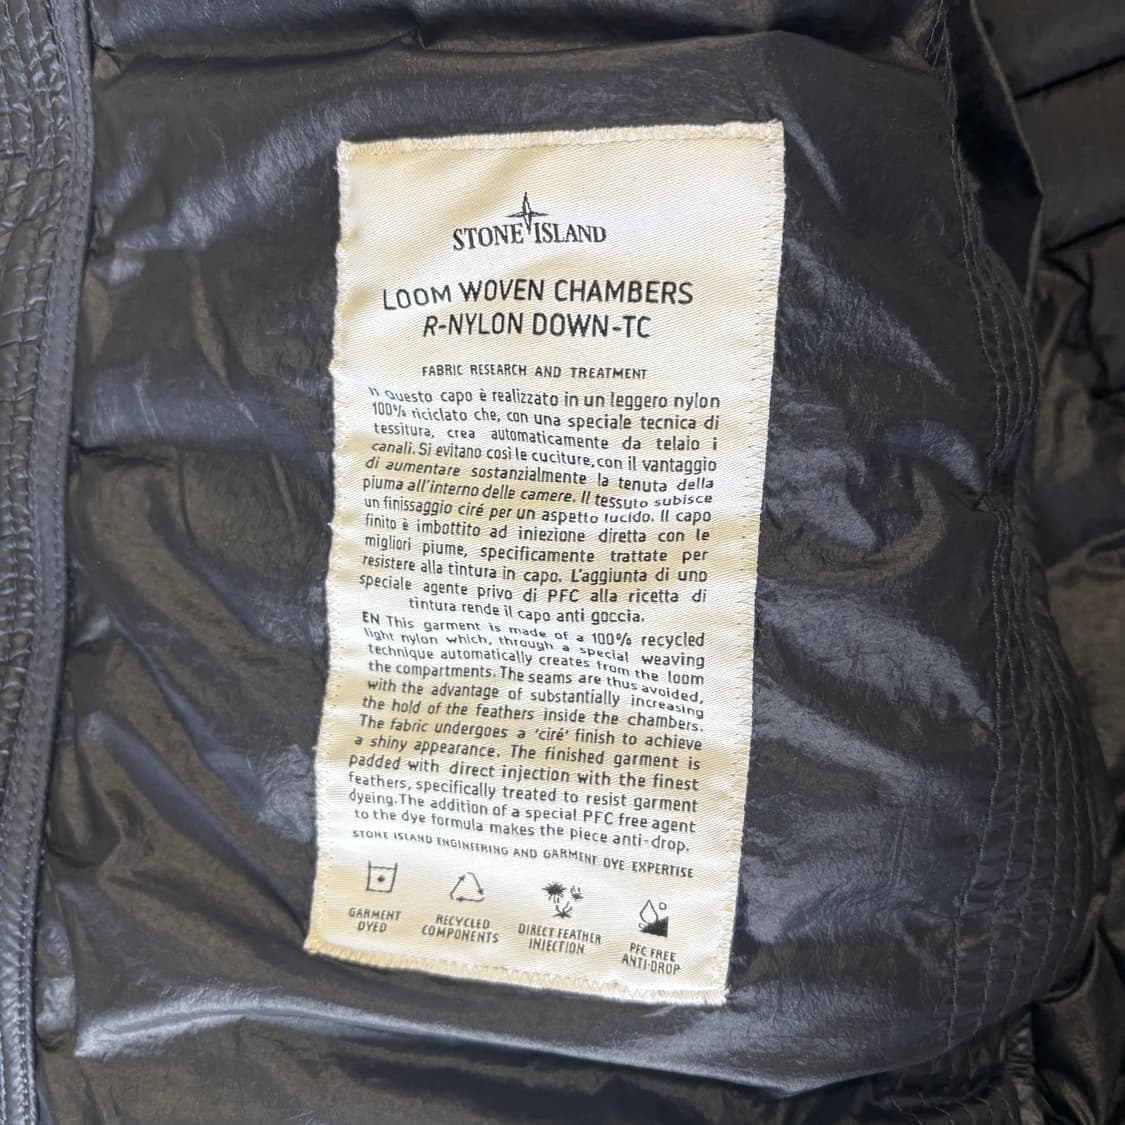 STONE ISLAND
LOOM WOVEN CHAMBERS
R-NYLON DOWN-TC
FABRIC RESEARCH AND TREATMENT
Questo capo è realizzato in un leggero nylon
100% riciclato che, con una speciale tecnica di
tessitura, crea automaticamente da telaio i
canali. Si evitano così le cuciture, con il vantaggio
di aumentare sostanzialmente la tenuta della
piuma all'interno delle camere. Il tessuto subisce
un finissaggio ciré per un aspetto lucido. Il capo
finito è imbottito ad iniezione diretta con le
migliori piume, specificamente trattate per
resistere alla tintura in capo. L'aggiunta di uno
speciale agente privo di PFC alla ricetta di
tintura rende il capo anti goccia.
EN This garment is made of a 100% recycled
light nylon which, through a special weaving
technique automatically creates from the loom
the compartments. The seams are thus avoided,
with the advantage of substantially increasing
the hold of the feathers inside the chambers.
The fabric undergoes a 'ciré' finish to achieve
a shiny appearance. The finished garment is
padded with direct injection with the finest
feathers, specifically treated to resist garment
dyeing. The addition of a special PFC free agent
to the dye formula makes the piece anti-drop.
STONE ISLAND ENGINEERING AND GARMENT DYE EXPERTISE
GARMENT
DYED
RECYCLED
COMPONENTS
DIRECT FEATHER
INJECTION
PFC FREE
ANTI-DROP